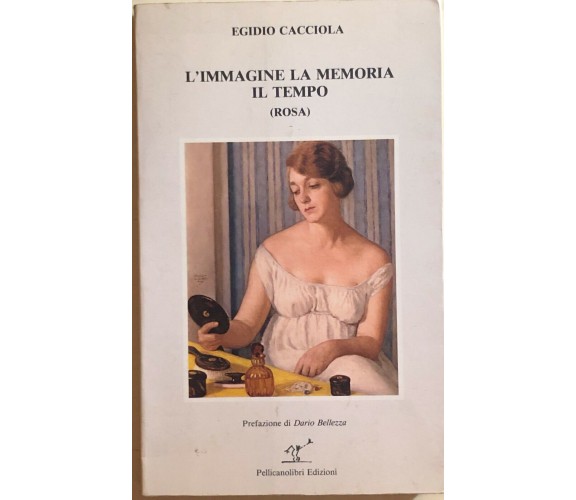 EGIDIO CACCIOLA
L'IMMAGINE LA MEMORIA
IL TEMPO
(ROSA)
Prefazione di Dario Bellezza
Pellicanolibri Edizioni